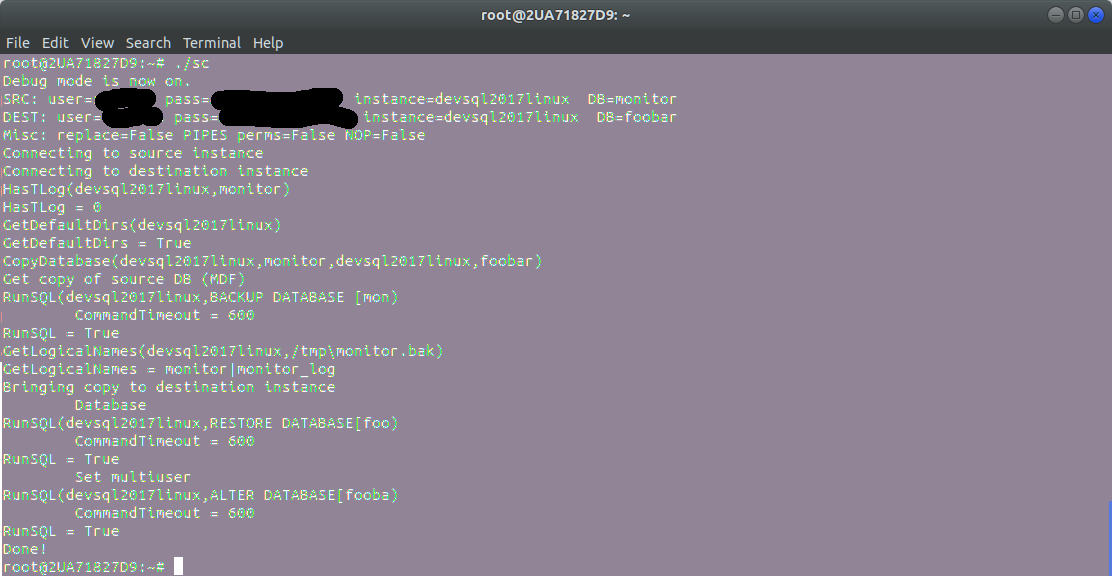 root@2UA71827D9: ~
File Edit View Search Terminal Help
root@2UA71827D9:~# ./sc
Debug mode is now on.
SRC: user= pass= instance=devsql2017linux  DB=monitor
DEST: user= pass= instance=devsql2017linux  DB=foobar
Misc: replace=False PIPES perms=False NOP=False
Connecting to source instance
Connecting to destination instance
HasTLog(devsql2017linux,monitor)
HasTLog = 0
GetDefaultDirs(devsql2017linux)
GetDefaultDirs = True
CopyDatabase(devsql2017linux,monitor,devsql2017linux,foobar)
Get copy of source DB (MDF)
RunSQL(devsql2017linux,BACKUP DATABASE [mon)
        CommandTimeout = 600
RunSQL = True
GetLogicalNames(devsql2017linux,/tmp\monitor.bak)
GetLogicalNames = monitor|monitor_log
Bringing copy to destination instance
        Database
RunSQL(devsql2017linux,RESTORE DATABASE[foo)
        CommandTimeout = 600
RunSQL = True
        Set multiuser
RunSQL(devsql2017linux,ALTER DATABASE[fooba)
        CommandTimeout = 600
RunSQL = True
Done!
root@2UA71827D9:~#